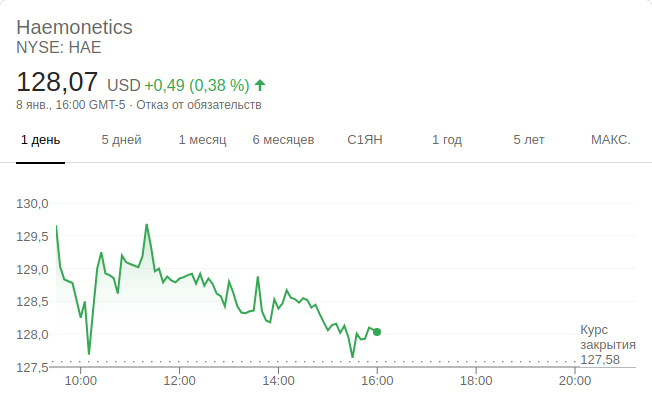 Haemonetics
NYSE: HAE
128,07 USD +0,49 (0,38 %)
8 янв., 16:00 GMT-5 · Отказ от обязательств
1 день 5 дней 1 месяц 6 месяцев С1ЯН 1 год 5 лет МАКС.
130,0
129,5
129,0
128,5
128,0
127,5
Курс
закрытия
127,58
10:00 12:00 14:00 16:00 18:00 20:00